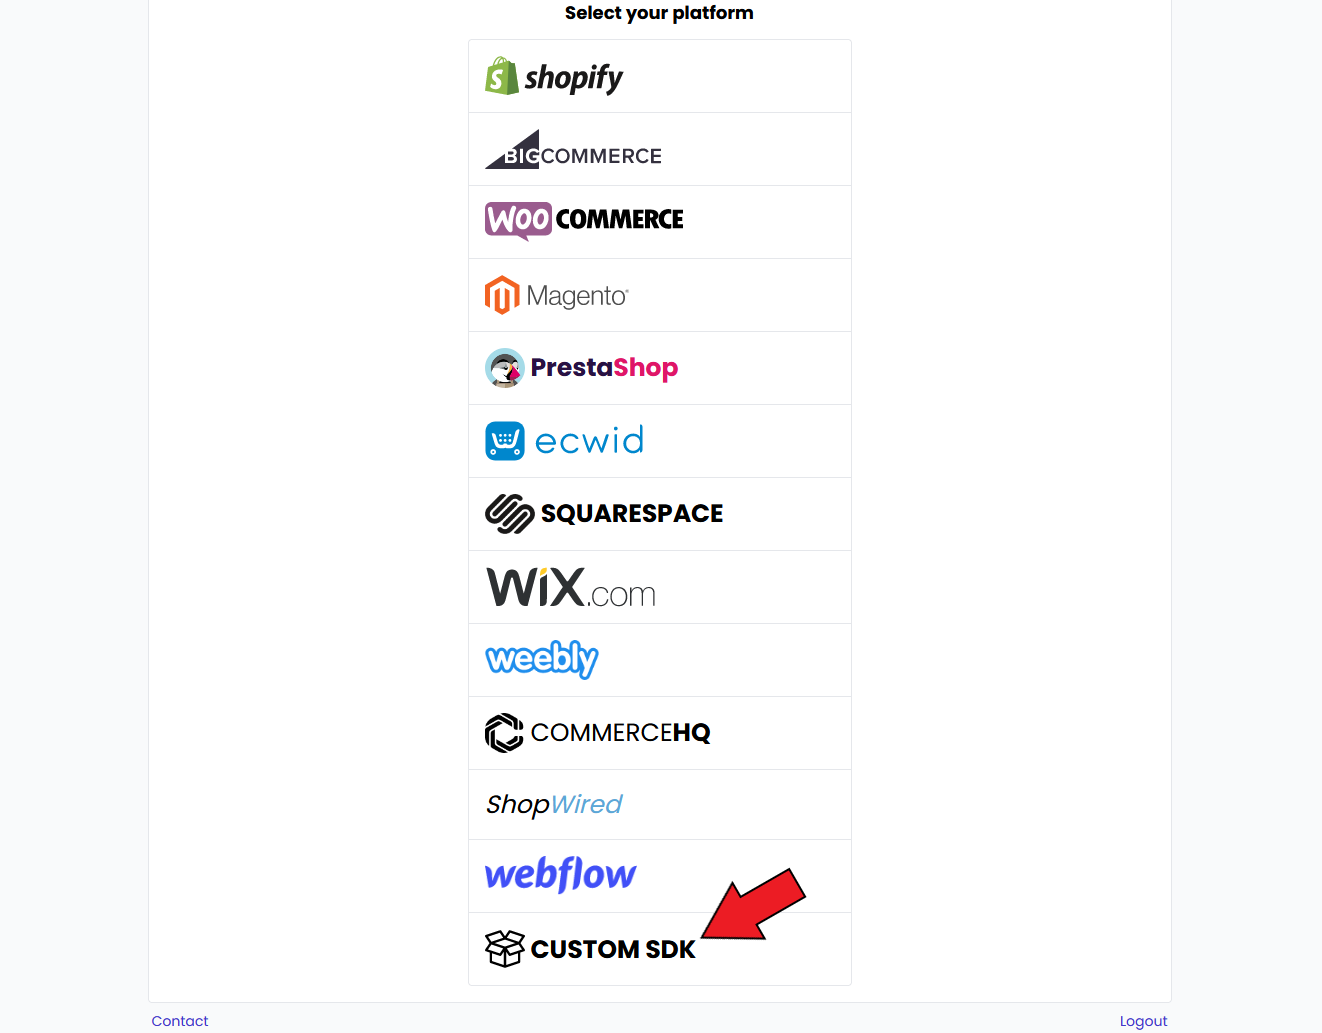 Select your platform
shopify
BIGCOMMERCE
WOO COMMERCE
Magento®
PrestaShop
ecwid
SQUARESPACE
WiX.com
weebly
COMMERCEHQ
ShopWired
webflow
CUSTOM SDK
Contact
Logout